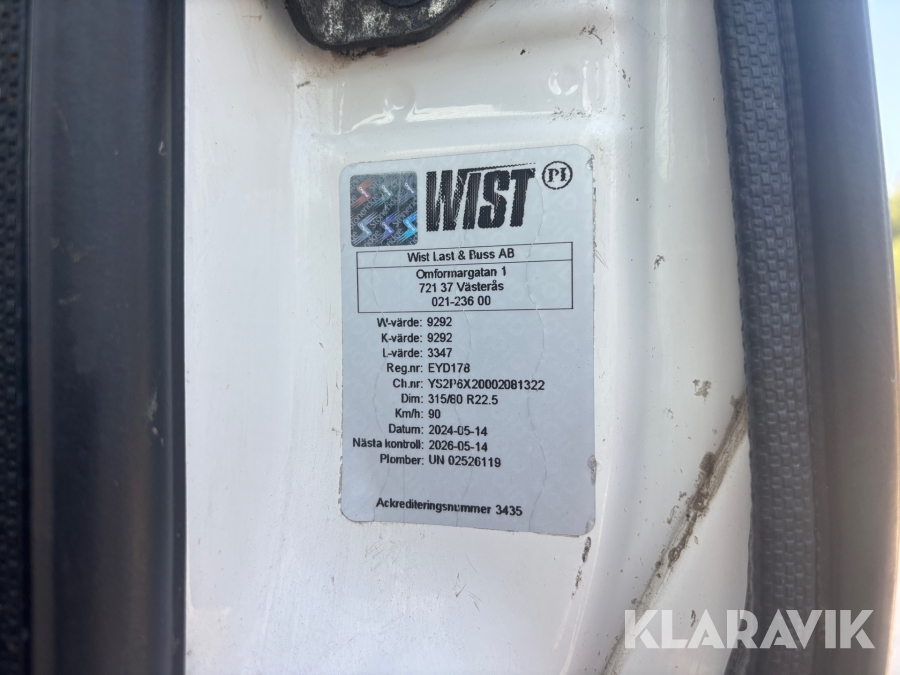 WIST PI
Wist Last & Buss AB
Omformargatan 1
721 37 Västerås
021-236 00
W-värde: 9292
K-värde: 9292
L-värde: 3347
Reg.nr: EYD178
Ch.nr: YS2P6X20002081322
Dim: 315/80 R22.5
Km/h: 90
Datum: 2024-05-14
Nästa kontroll: 2026-05-14
Plomber: UN 02526119
Ackrediteringsnummer 3435
KLARAVIK